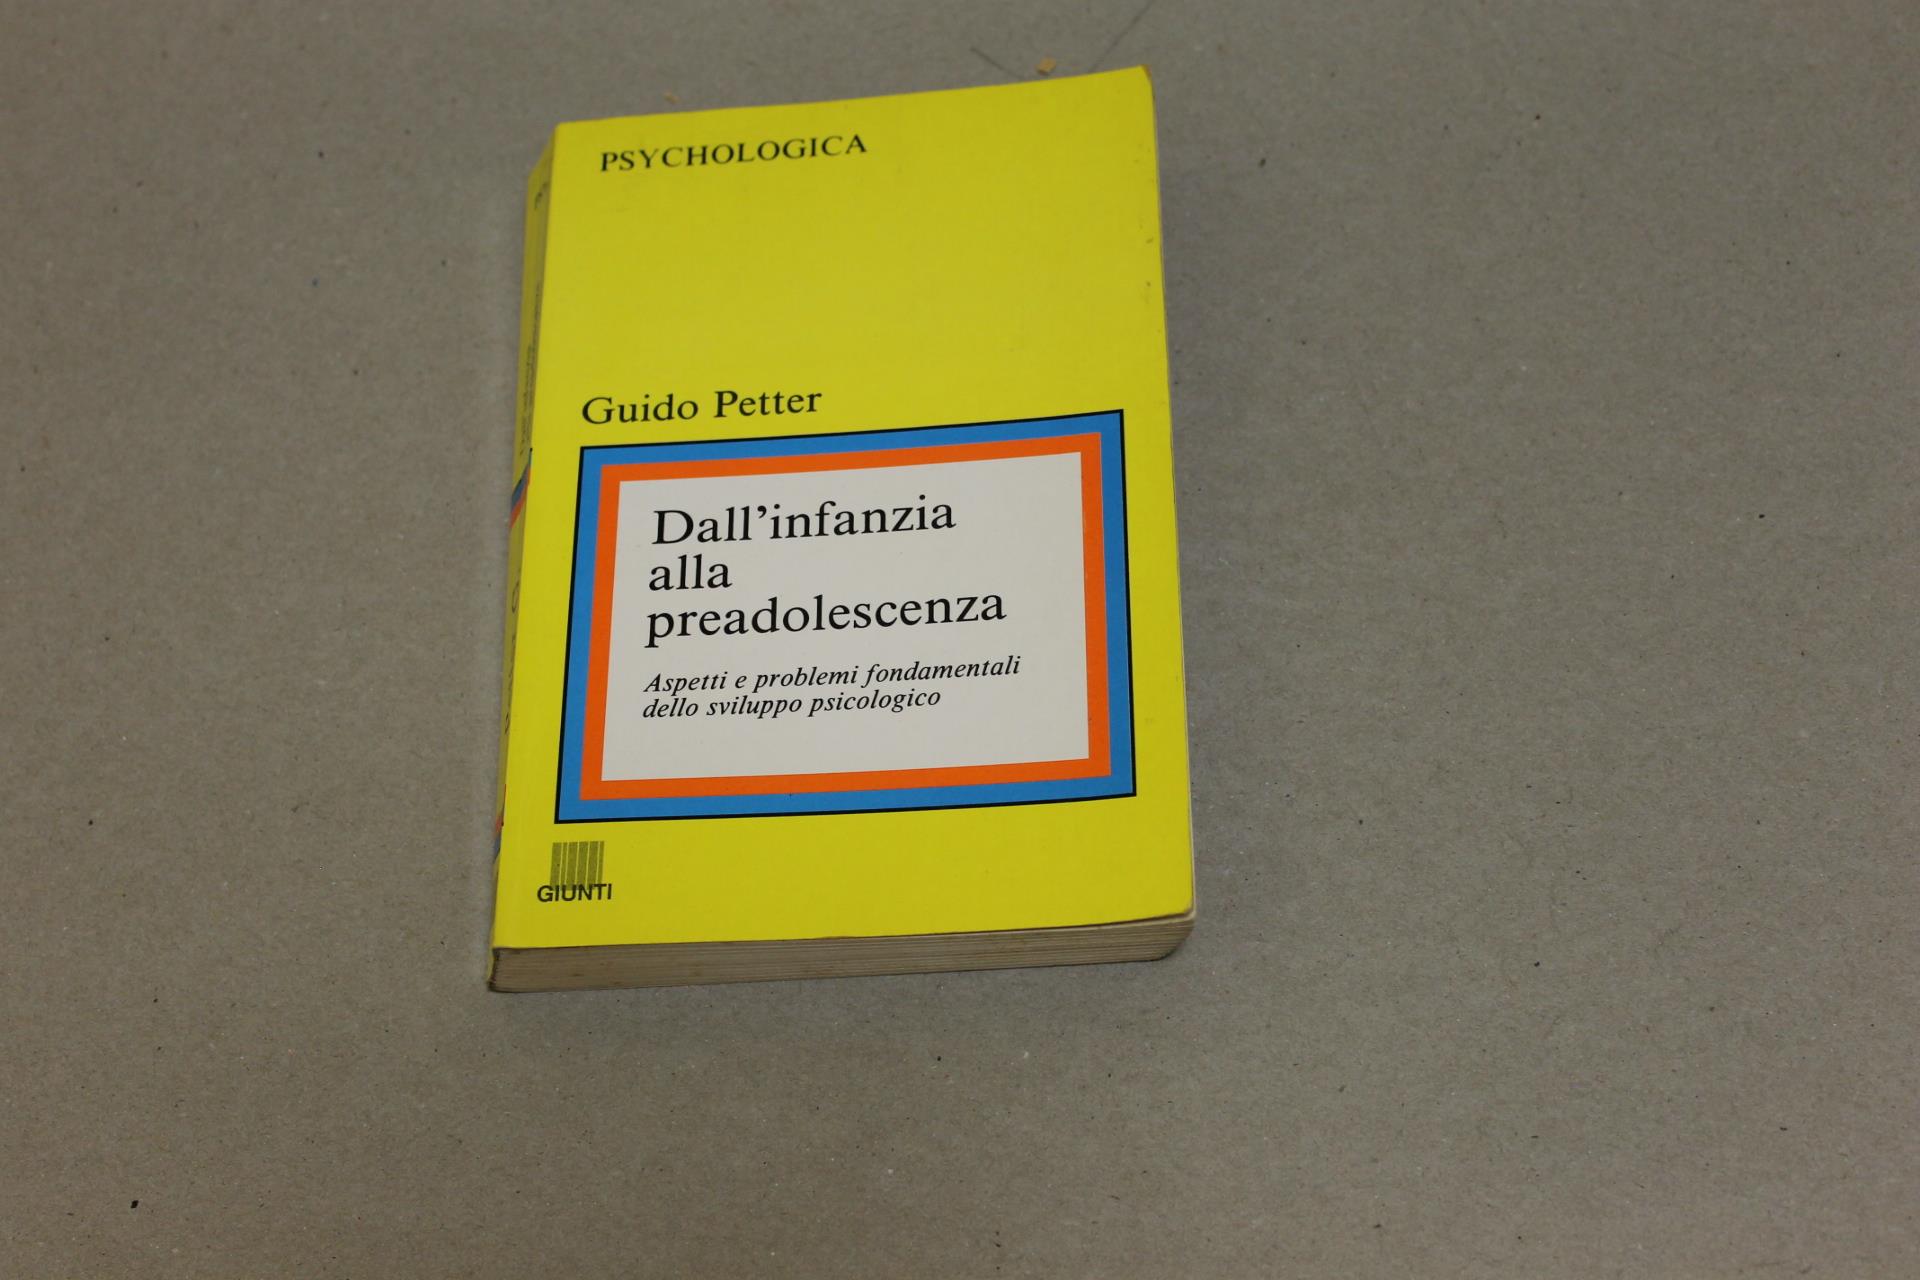 PSYCHOLOGICA
Guido Petter
Dall'infanzia
alla
preadolescenza
Aspetti e problemi fondamentali
dello sviluppo psicologico
GIUNTI